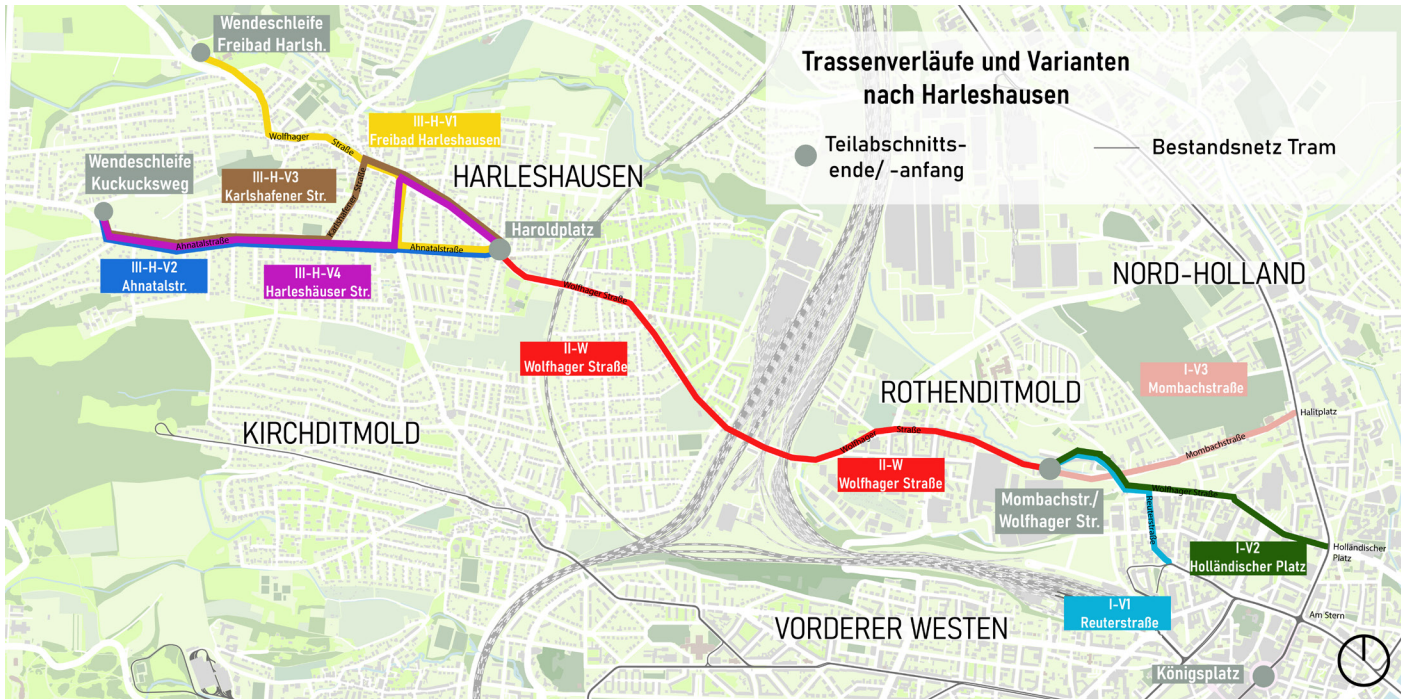 Wendeschleife
Freibad Harlsh.
Trassenverläufe und Varianten
nach Harleshausen
Teilabschnitts-
ende/ -anfang
Bestandsnetz Tram
III-H-V1
Freibad Harleshausen
Wolfhager
Straße
Wendeschleife
Kuckucksweg
III-H-V3
Karlshafener Str.
Karlshafener Straße
HARLESHAUSEN
Haroldplatz
Ahnatalstraße
Ahnatalstraße
III-H-V2
Ahnatalstr.
III-H-V4
Harleshäuser Str.
Wolfhager Straße
NORD-HOLLAND
II-W
Wolfhager Straße
I-V3
Mombachstraße
ROTHENDITMOLD
Halitplatz
KIRCHDITMOLD
Wolfhager
Straße
Mombachstraße
II-W
Wolfhager Straße
Mombachstr./
Wolfhager Str.
Wolfhager Straße
Reuterstraße
Holländischer
Platz
I-V2
Holländischer Platz
I-V1
Reuterstraße
Am Stern
VORDERER WESTEN
Königsplatz